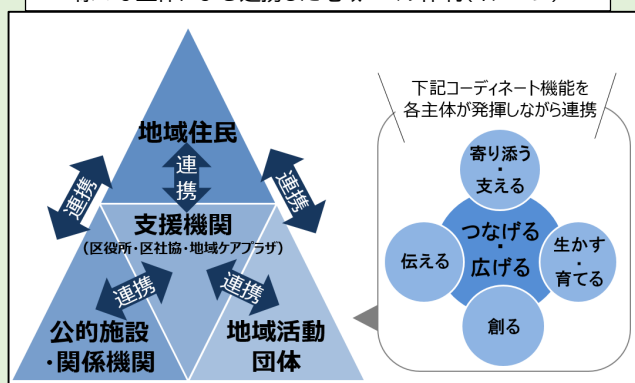 下記コーディネート機能を
各主体が発揮しながら連携
地域住民
連携
連携
連携
支援機関
(区役所・区社協・地域ケアプラザ)
連携
連携
公的施設
・関係機関
地域活動
団体
寄り添う
・
支える
つなげる
・
広げる
伝える
生かす
・
育てる
創る